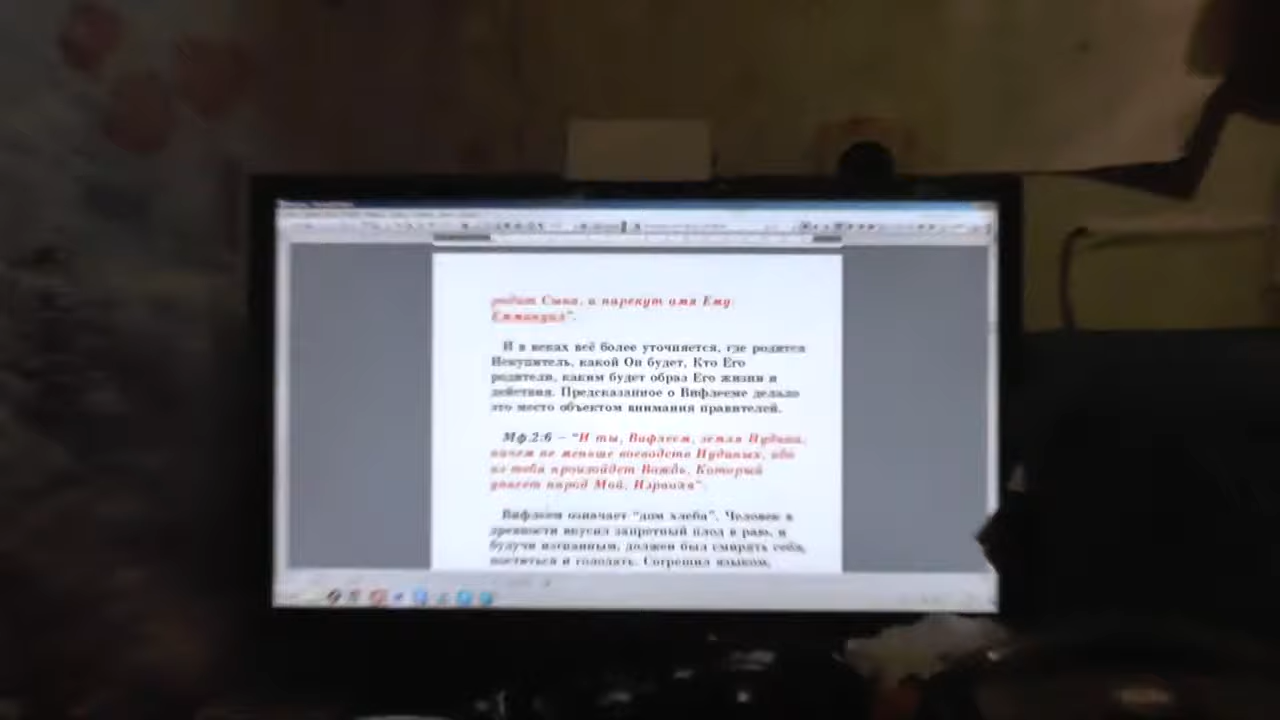 родит Сына, и нарекут имя Ему:
Еммануил".
И в веках всё более уточняется, где родится
Искупитель, какой Он будет, Кто Его
родители, каким будет образ Его жизни и
действия. Предсказанное о Вифлееме делало
это место объектом внимания правителей.
Мф.2:6 – "И ты, Вифлеем, земля Иудина,
ничем не меньше воеводств Иудиных, ибо
из тебя произойдет Вождь, Который
упасет народ Мой, Израиля".
Вифлеем означает "дом хлеба". Человек в
древности вкусил запретный плод в раю, и
будучи изгнанным, должен был смирять себя,
поститься и голодать. Согрешил языком,